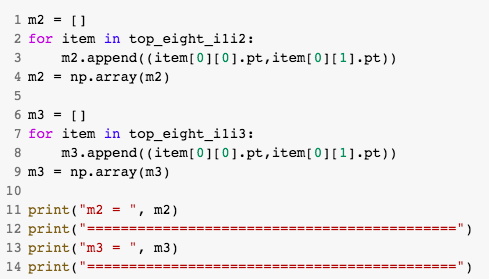 1 m2 = []
2 for item in top_eight_i1i2:
3     m2.append((item[0][0].pt,item[0][1].pt))
4 m2 = np.array(m2)
5
6 m3 = []
7 for item in top_eight_i1i3:
8     m3.append((item[0][0].pt,item[0][1].pt))
9 m3 = np.array(m3)
10
11 print("m2 = ", m2)
12 print("============================================")
13 print("m3 = ", m3)
14 print("============================================")